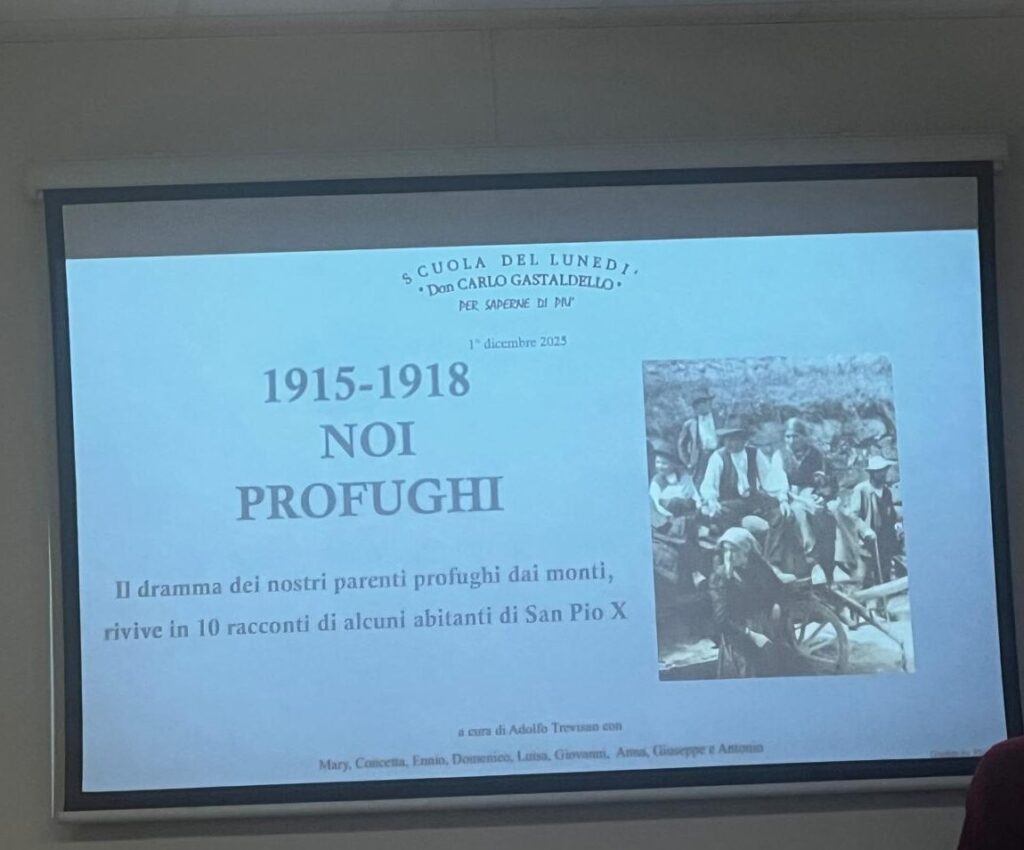 SCUOLA DEL LUNEDI'
• Don CARLO GASTALDELLO •
PER SAPERNE DI PIU'
1° dicembre 2025
1915-1918
NOI
PROFUGHI
Il dramma dei nostri parenti profughi dai monti,
rivive in 10 racconti di alcuni abitanti di San Pio X
a cura di Adolfo Trevisan con
Mary, Concetta, Ennio, Domenico, Luisa, Giovanni, Anna, Giuseppe e Antonio